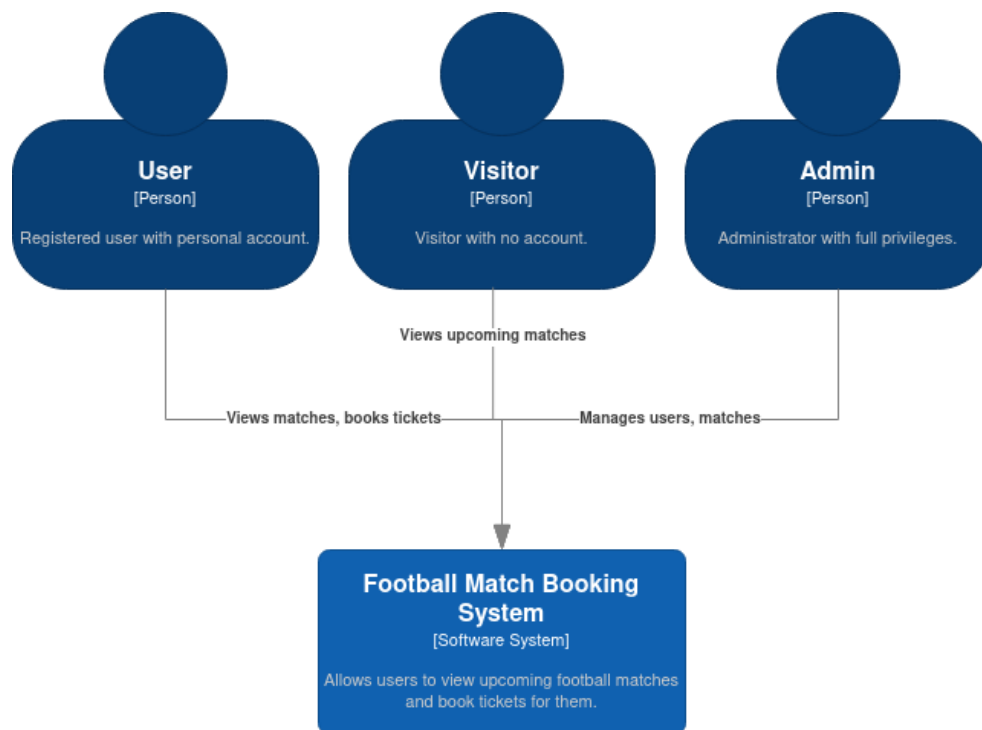 User
[Person]
Registered user with personal account.
Visitor
[Person]
Visitor with no account.
Admin
[Person]
Administrator with full privileges.
Views upcoming matches
Views matches, books tickets
Manages users, matches
Football Match Booking
System
[Software System]
Allows users to view upcoming football matches
and book tickets for them.